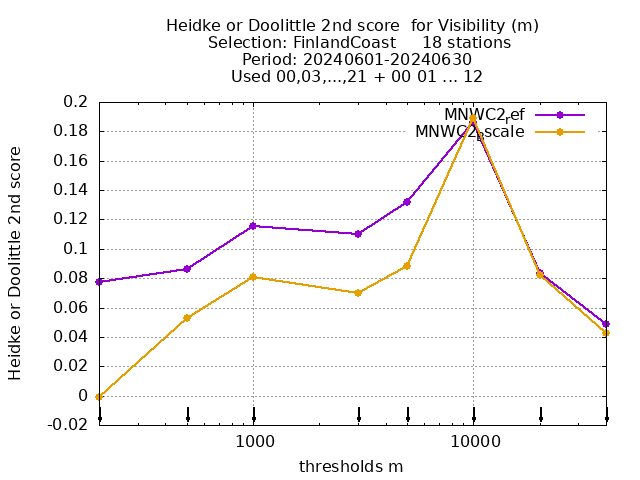 Heidke or Doolittle 2nd score  for Visibility (m)
Selection: FinlandCoast     18 stations
Period: 20240601-20240630
Used 00,03,...,21 + 00 01 ... 12
Heidke or Doolittle 2nd score
0.2
0.18
0.16
0.14
0.12
0.1
0.08
0.06
0.04
0.02
0
-0.02
MNWC2ref
1000
10000
thresholds m